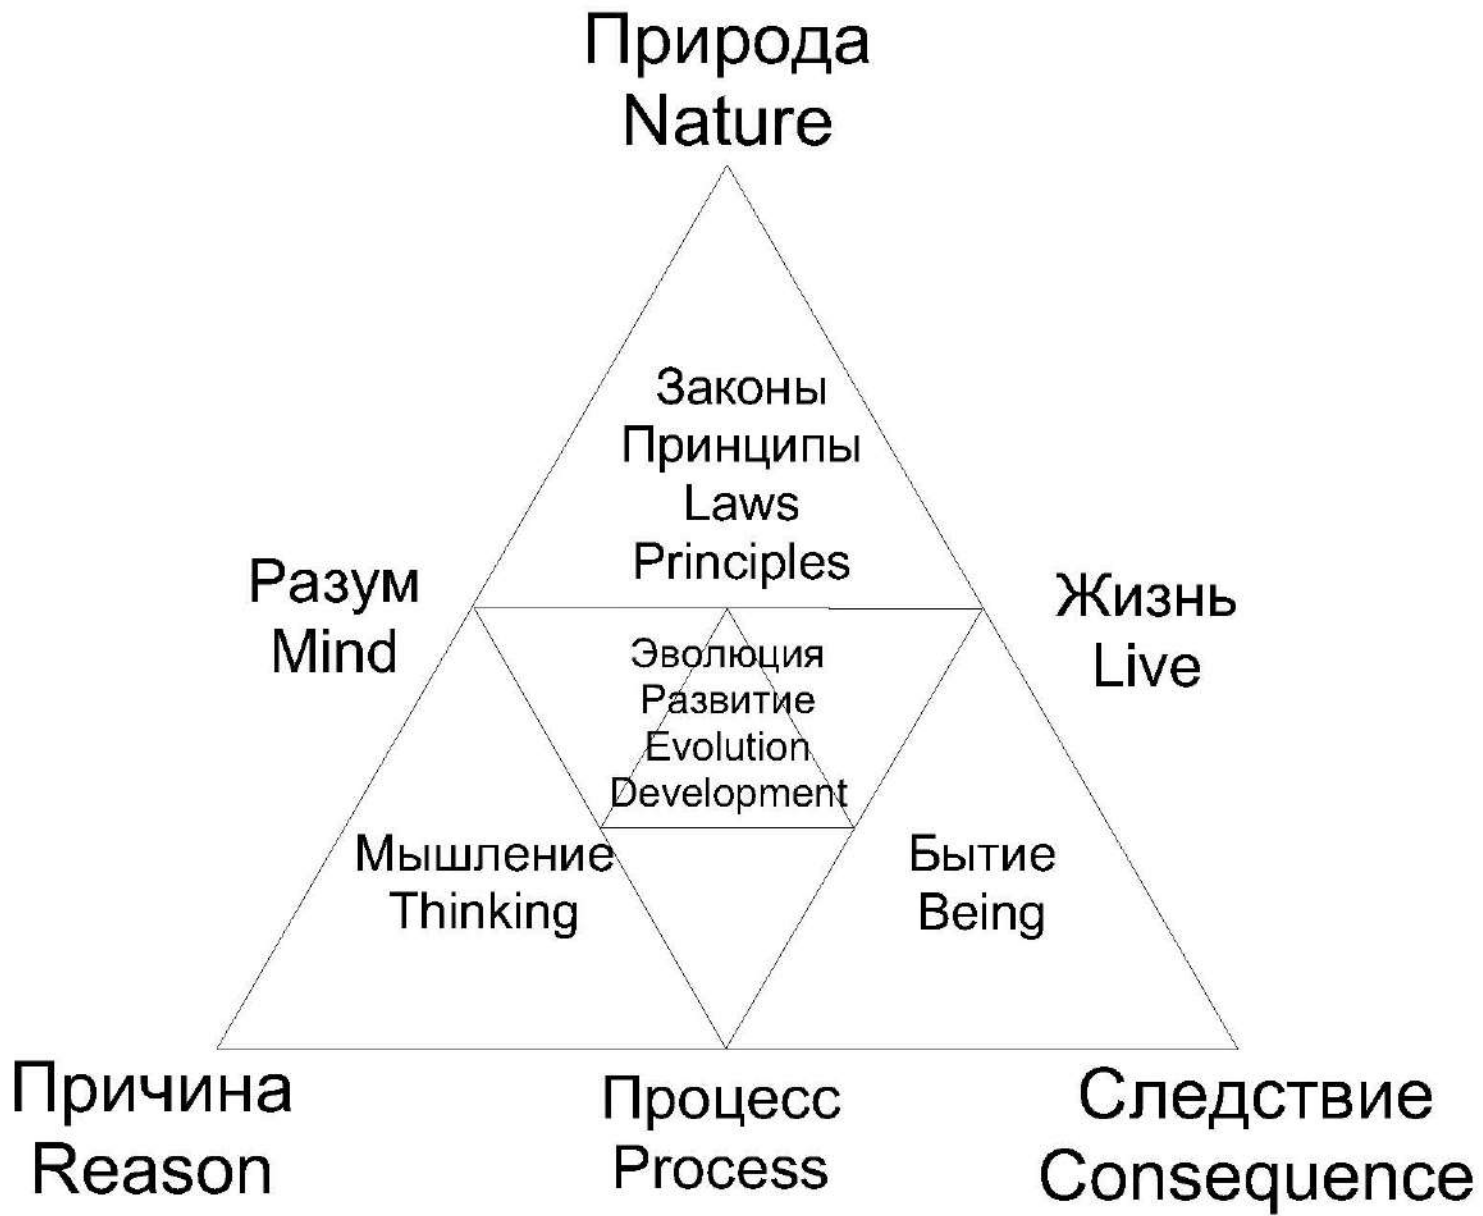 Природа
Nature
Законы
Принципы
Laws
Principles
Разум
Mind
Жизнь
Live
Эволюция
Развитие
Evolution
Development
Мышление
Thinking
Бытие
Being
Причина
Reason
Процесс
Process
Следствие
Consequence